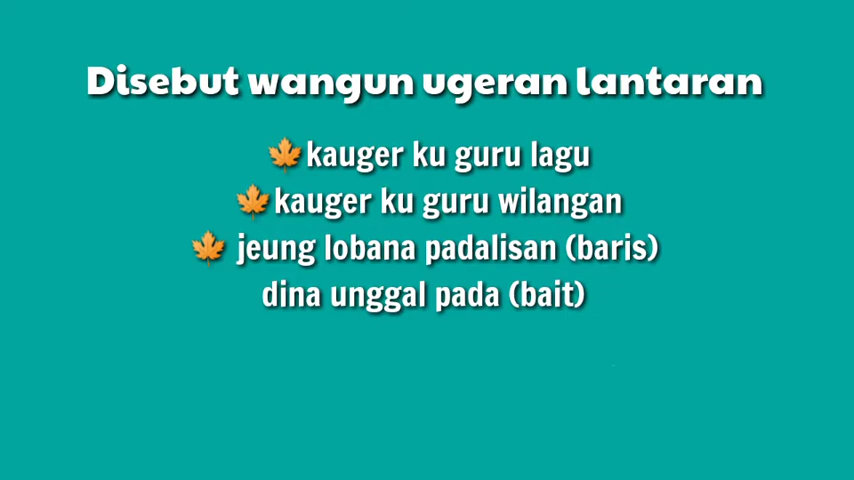 Disebut wangun ugeran lantaran
🍁kauger ku guru lagu
🍁kauger ku guru wilangan
🍁 jeung lobana padalisan (baris)
dina unggal pada (bait)